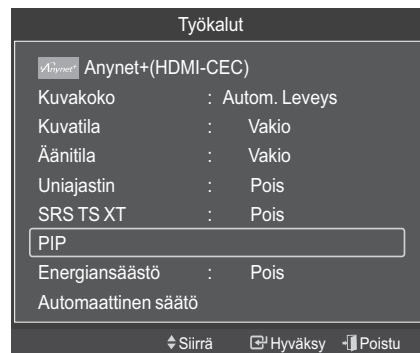 Työkalut
Anynet+ Anynet+(HDMI-CEC)
Kuvakoko : Autom. Leveys
Kuvatila : Vakio
Äänitila : Vakio
Uniajastin : Pois
SRS TS XT : Pois
PIP
Energiansäästö : Pois
Automaattinen säätö
Siirrä Hyväksy Poistu